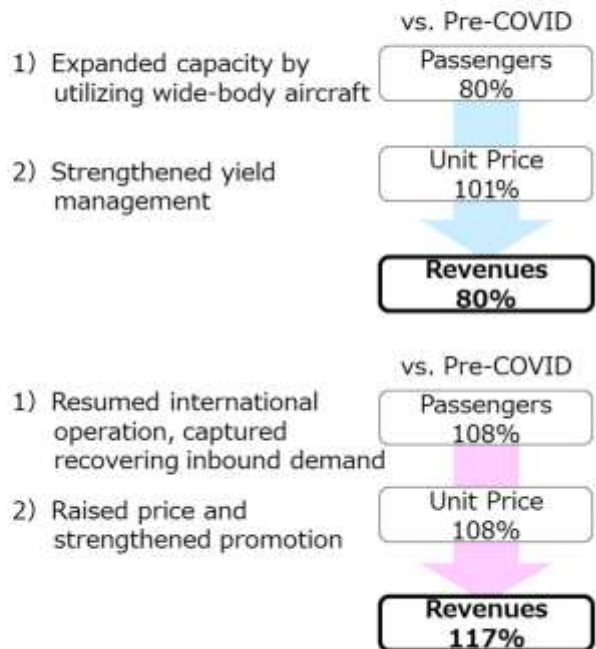 vs. Pre-COVID
1) Expanded capacity by
utilizing wide-body aircraft
Passengers
80%
2) Strengthened yield
management
Unit Price
101%
Revenues
80%
vs. Pre-COVID
1) Resumed international
operation, captured
recovering inbound demand
Passengers
108%
2) Raised price and
strengthened promotion
Unit Price
108%
Revenues
117%